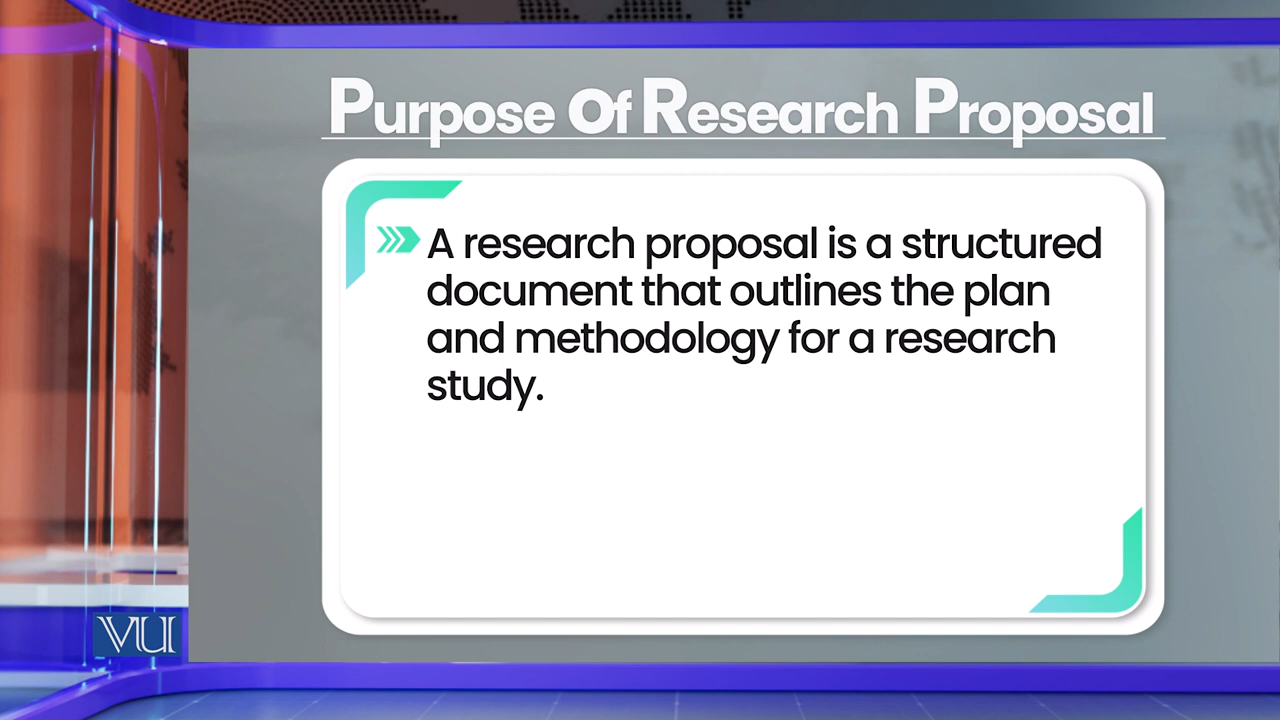 Purpose Of Research Proposal
A research proposal is a structured
document that outlines the plan
and methodology for a research
study.
VU